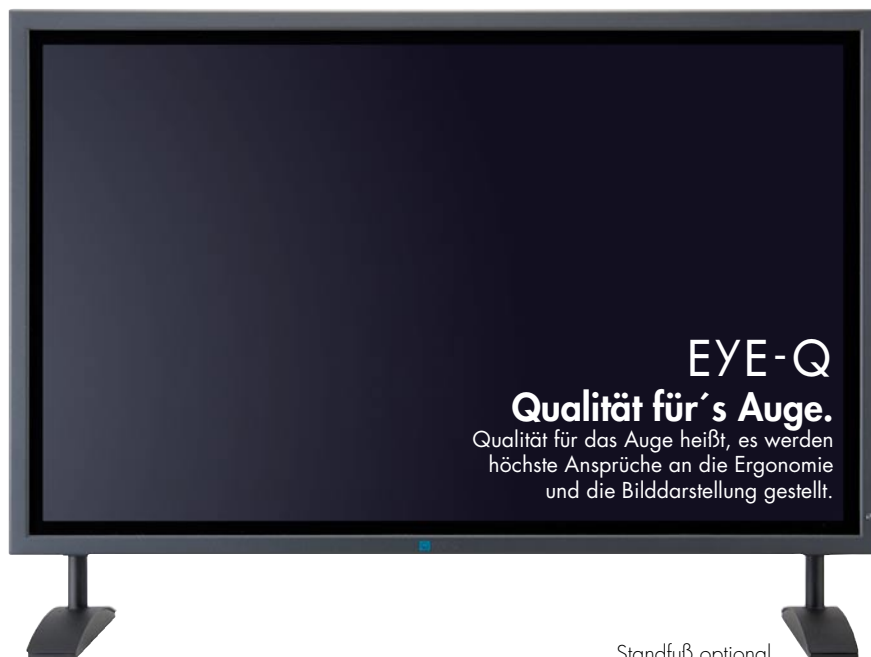 EYE-Q
Qualität für´s Auge.
Qualität für das Auge heißt, es werden
höchste Ansprüche an die Ergonomie
und die Bilddarstellung gestellt.
Standfuß optional